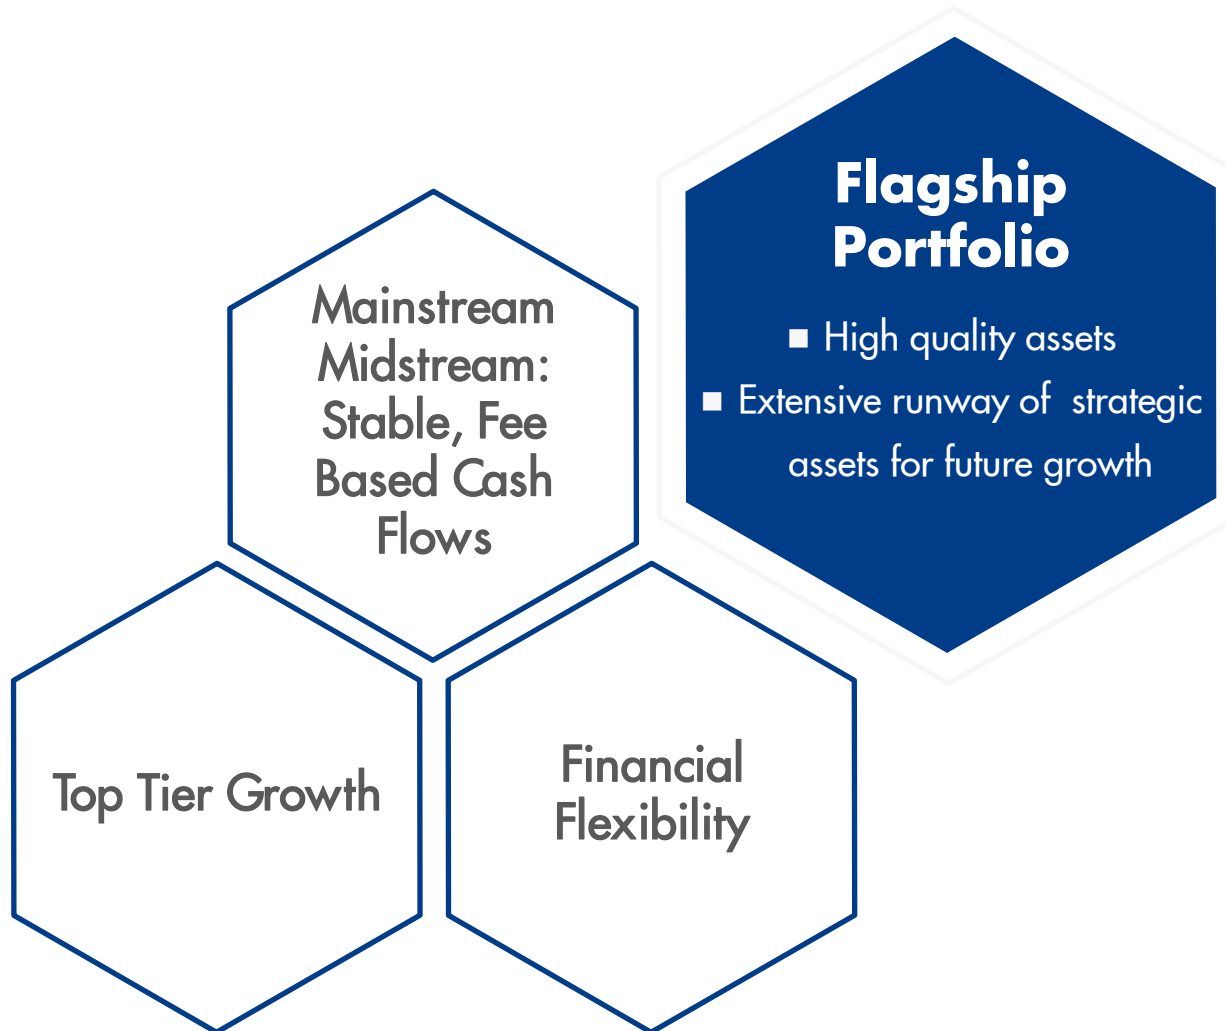 Flagship
Portfolio
■ High quality assets
■ Extensive runway of strategic
assets for future growth
Mainstream
Midstream:
Stable, Fee
Based Cash
Flows
Top Tier Growth
Financial
Flexibility